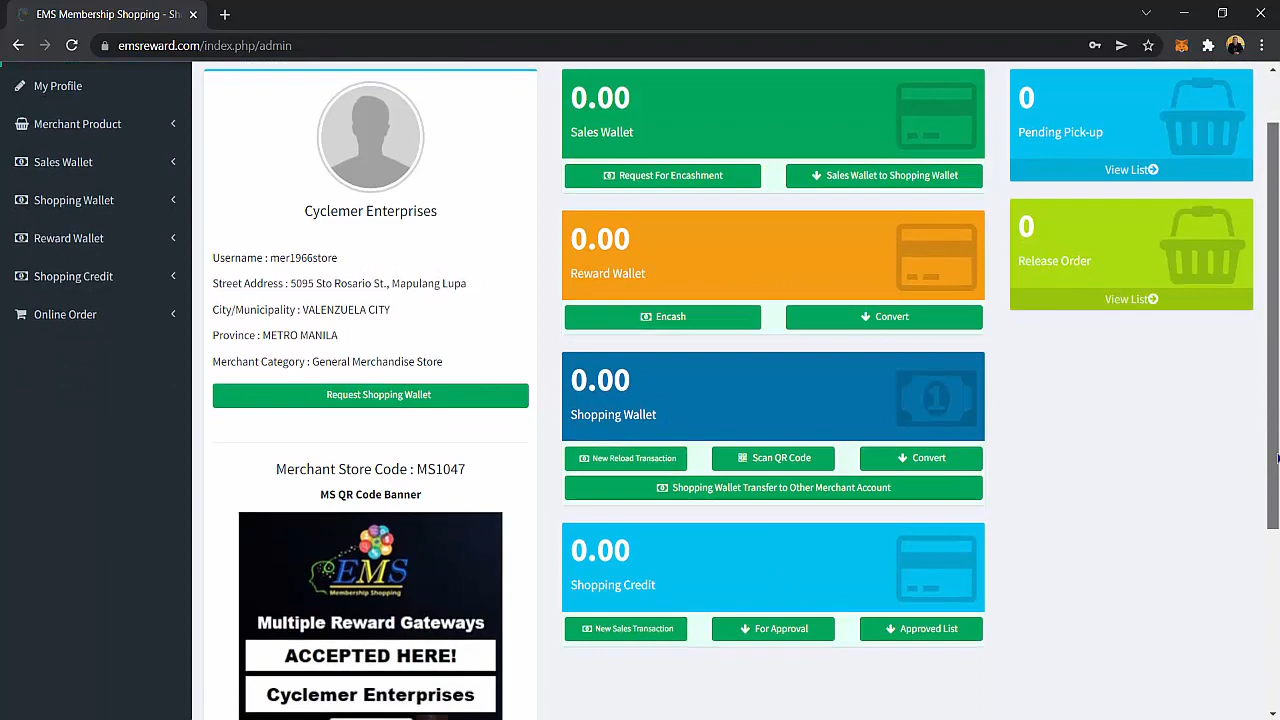 EMS Membership Shopping - Sh
emsreward.com/index.php/admin
My Profile
Merchant Product
Sales Wallet
Shopping Wallet
Reward Wallet
Shopping Credit
Online Order
Cyclemer Enterprises
Username : mer1966store
Street Address : 5095 Sto Rosario St., Mapulang Lupa
City/Municipality : VALENZUELA CITY
Province : METRO MANILA
Merchant Category : General Merchandise Store
Request Shopping Wallet
Merchant Store Code : MS1047
MS QR Code Banner
EMS
Membership Shopping
Multiple Reward Gateways
ACCEPTED HERE!
Cyclemer Enterprises
0.00
Sales Wallet
Request For Encashment
Sales Wallet to Shopping Wallet
0.00
Reward Wallet
Encash
Convert
0.00
1
Shopping Wallet
New Reload Transaction
Scan QR Code
Convert
Shopping Wallet Transfer to Other Merchant Account
0.00
Shopping Credit
New Sales Transaction
For Approval
Approved List
0
Pending Pick-up
View List
0
Release Order
View List